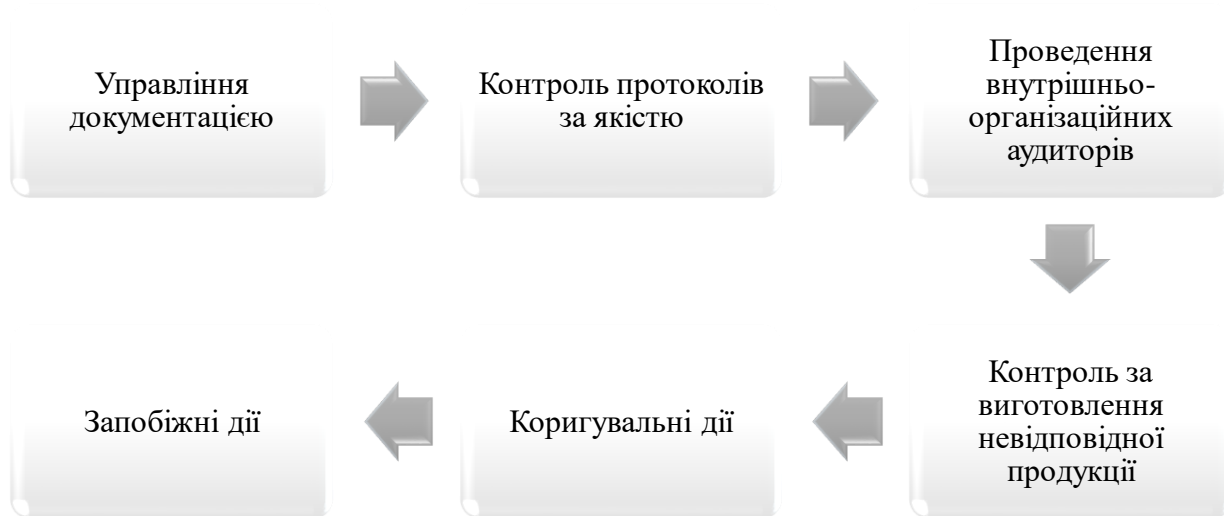 Управління
документацією
Контроль протоколів
за якістю
Проведення
внутрішньо-
організаційних
аудиторів
Контроль за
виготовлення
невідповідної
продукції
Коригувальні дії
Запобіжні дії